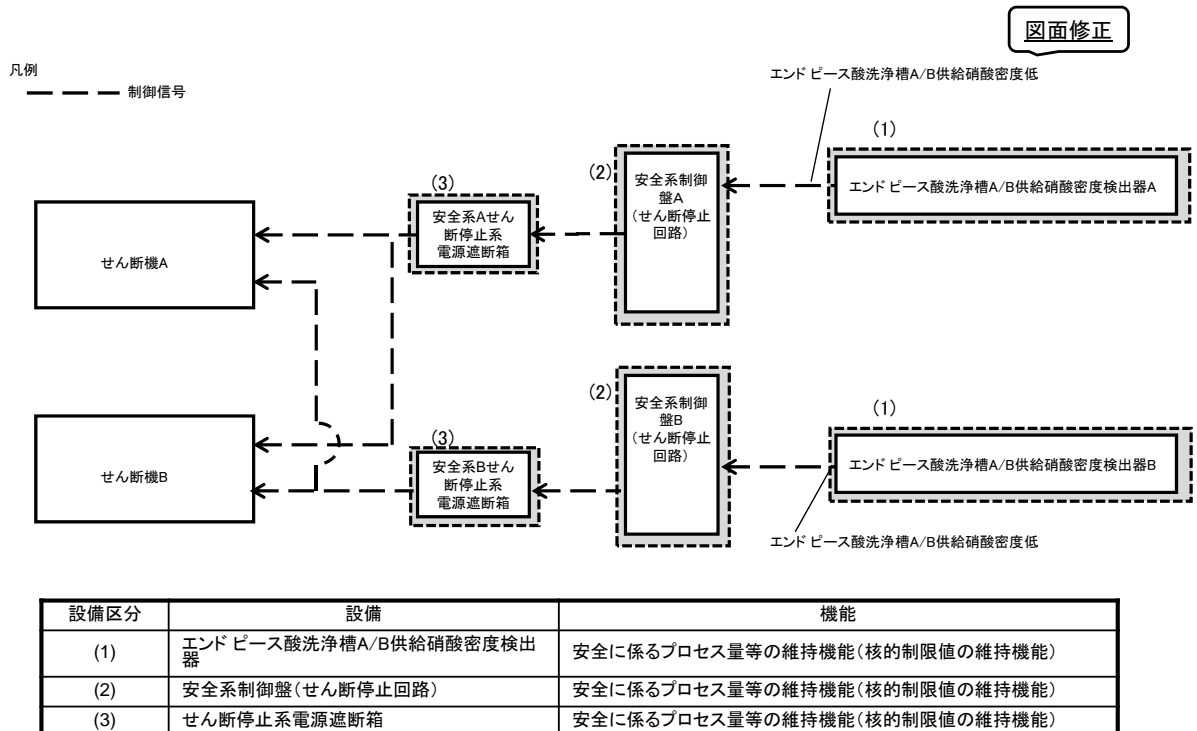 図面修正
凡例
制御信号
エンドピース酸洗浄槽A/B供給硝酸密度低
(1)
エンドピース酸洗浄槽A/B供給硝酸密度検出器A
(2)
安全系制御
盤A
(せん断停止
回路)
(3)
安全系Aせん
断停止系
電源遮断箱
せん断機A
(2)
安全系制御
盤B
(せん断停止
回路)
(1)
エンドピース酸洗浄槽A/B供給硝酸密度検出器B
(3)
安全系Bせん
断停止系
電源遮断箱
せん断機B
エンドピース酸洗浄槽A/B供給硝酸密度低
設備区分 設備 機能
(1) エンドピース酸洗浄槽A/B供給硝酸密度検出
器 安全に係るプロセス量等の維持機能(核的制限値の維持機能)
(2) 安全系制御盤(せん断停止回路) 安全に係るプロセス量等の維持機能(核的制限値の維持機能)
(3) せん断停止系電源遮断箱 安全に係るプロセス量等の維持機能(核的制限値の維持機能)